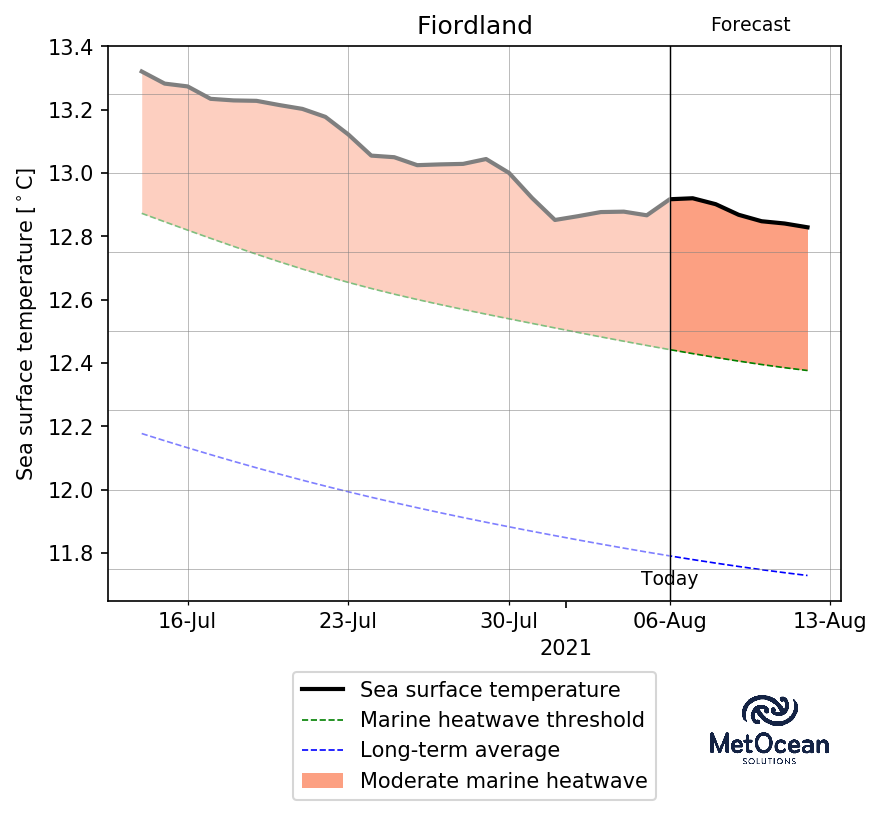 Fiordland
Forecast
Sea surface temperature [°C]
13.4
13.2
13.0
12.8
12.6
12.4
12.2
12.0
11.8
Today
16-Jul
23-Jul
30-Jul
06-Aug
13-Aug
2021
Sea surface temperature
Marine heatwave threshold
Long-term average
Moderate marine heatwave
MetOcean
SOLUTIONS